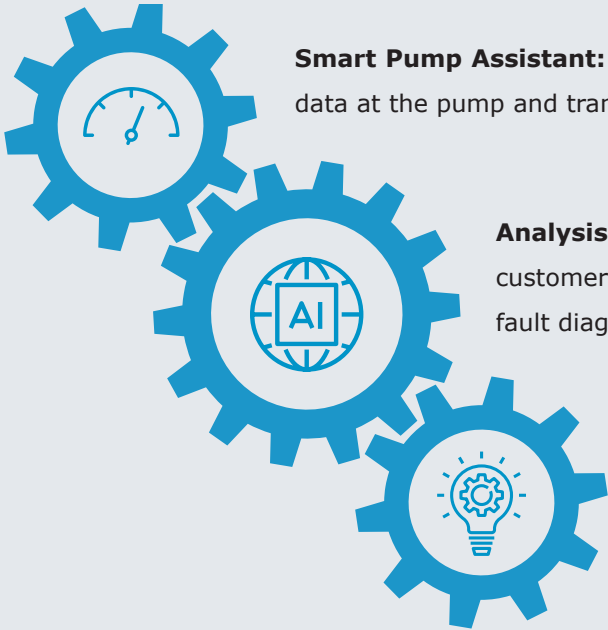 Smart Pump Assistant:
data at the pump and tran
Analysis
customer
fault diag
AI